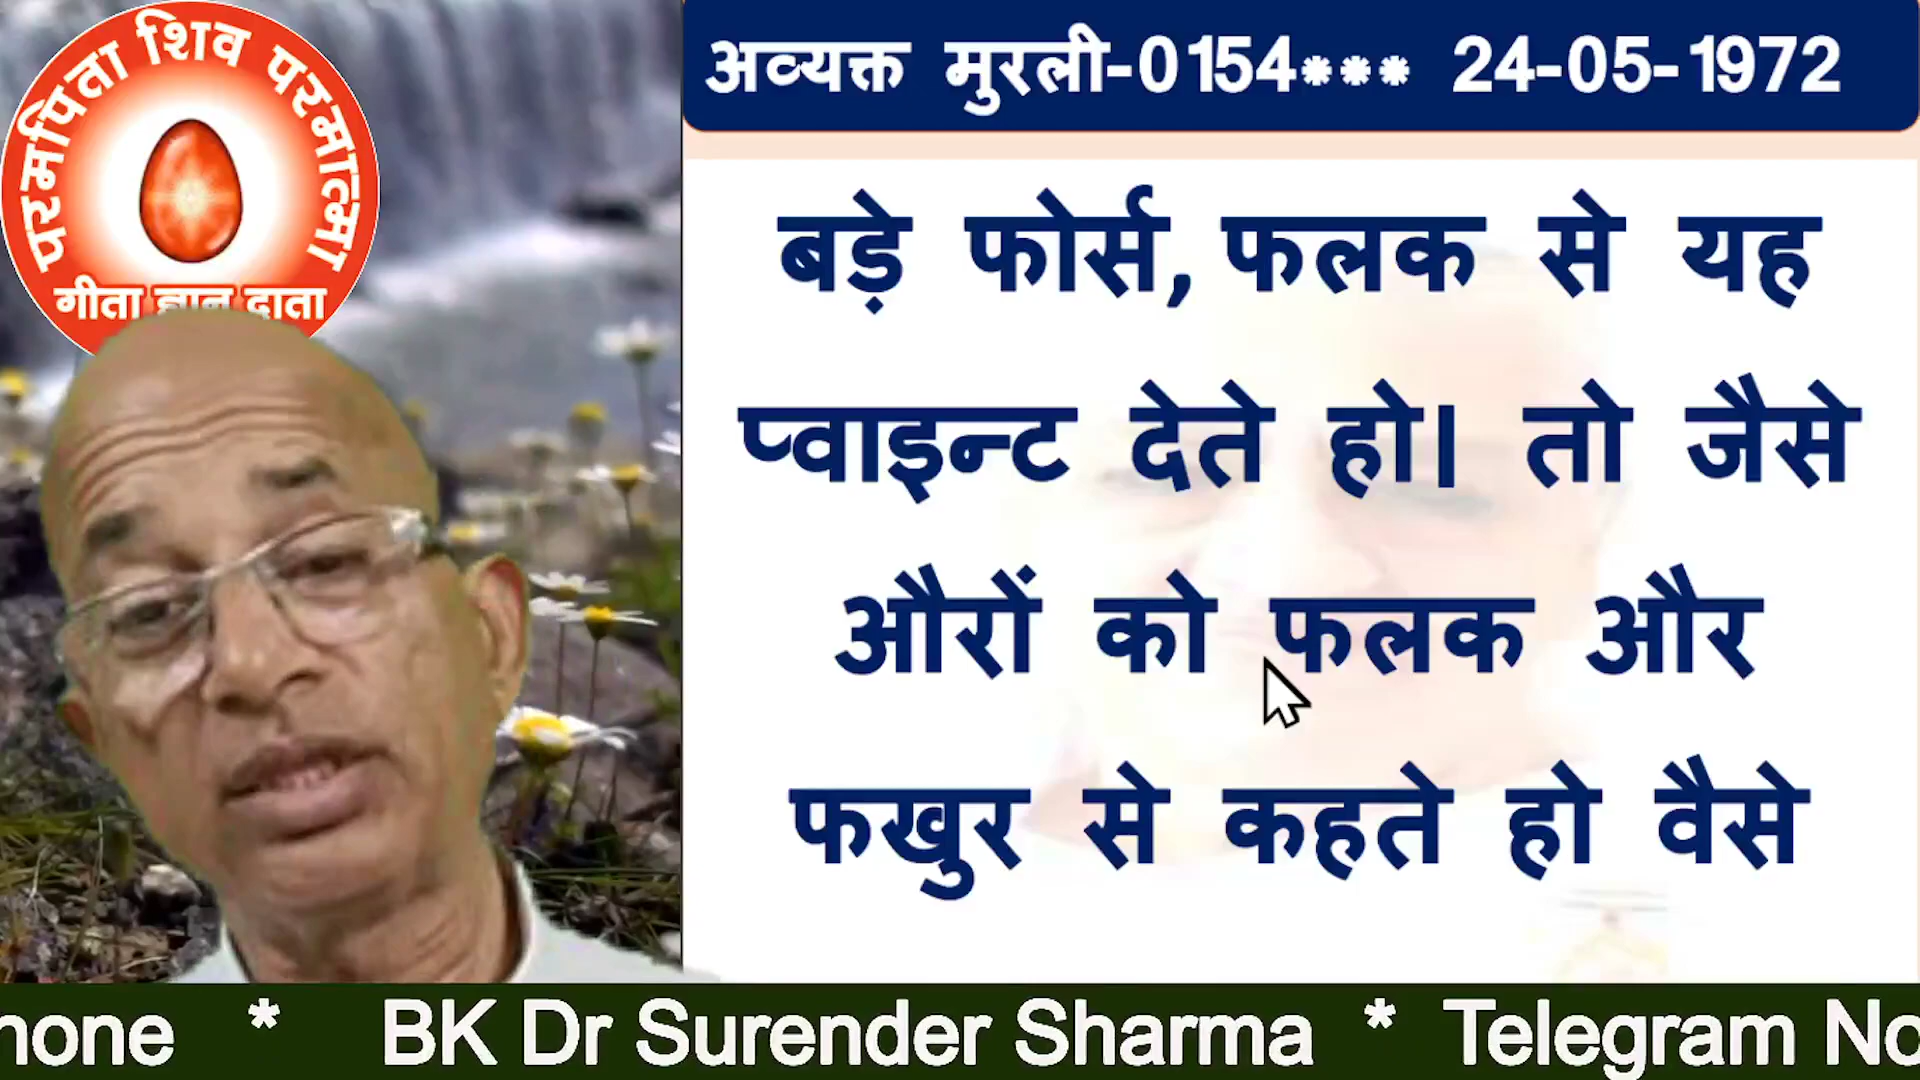 परमपिता शिव परमात्मा
गीता ज्ञान दाता
अव्यक्त मुरली-0154*** 24-05-1972
बड़े फोर्स, फलक से यह
प्वाइन्ट देते हो। तो जैसे
औरों को फलक और
फखुर से कहते हो वैसे
hone * BK Dr Surender Sharma * Telegram No